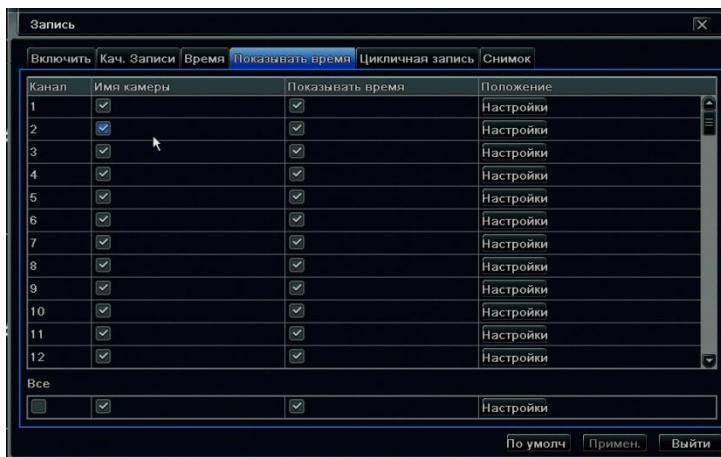 Запись
Включить Кач. Записи Время Показывать время Цикличная запись Снимок
Канал Имя камеры Показывать время Положение
1 Настройки
2 Настройки
3 Настройки
4 Настройки
5 Настройки
6 Настройки
7 Настройки
8 Настройки
9 Настройки
10 Настройки
11 Настройки
12 Настройки
Все
Настройки
По умолч Примен. Выйти